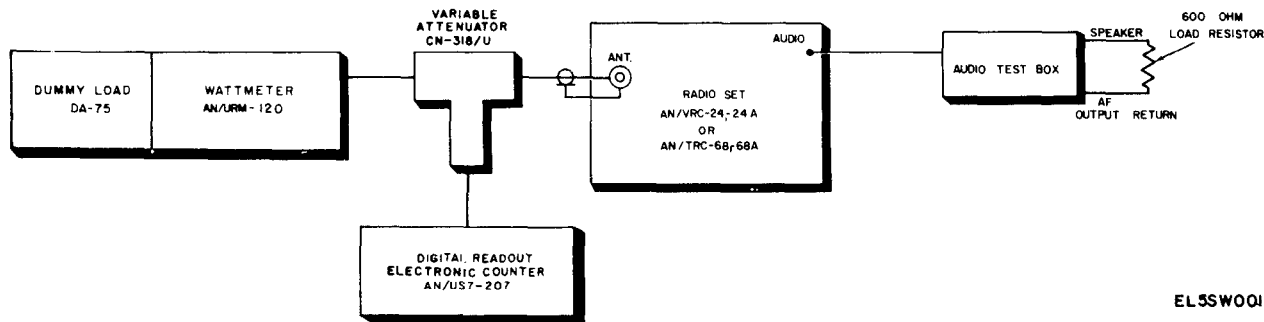 VARIABLE
ATTENUATOR
CN-318/U
DUMMY LOAD
DA-75
WATTMETER
AN/URM-120
ANT.
AUDIO
RADIO SET
AN/VRC-24,-24A
OR
AN/TRC-68,68A
AUDIO TEST BOX
SPEAKER
AF
OUTPUT RETURN
600 OHM
LOAD RESISTOR
DIGITAL READOUT
ELECTRONIC COUNTER
AN/US7-207
EL5SW001